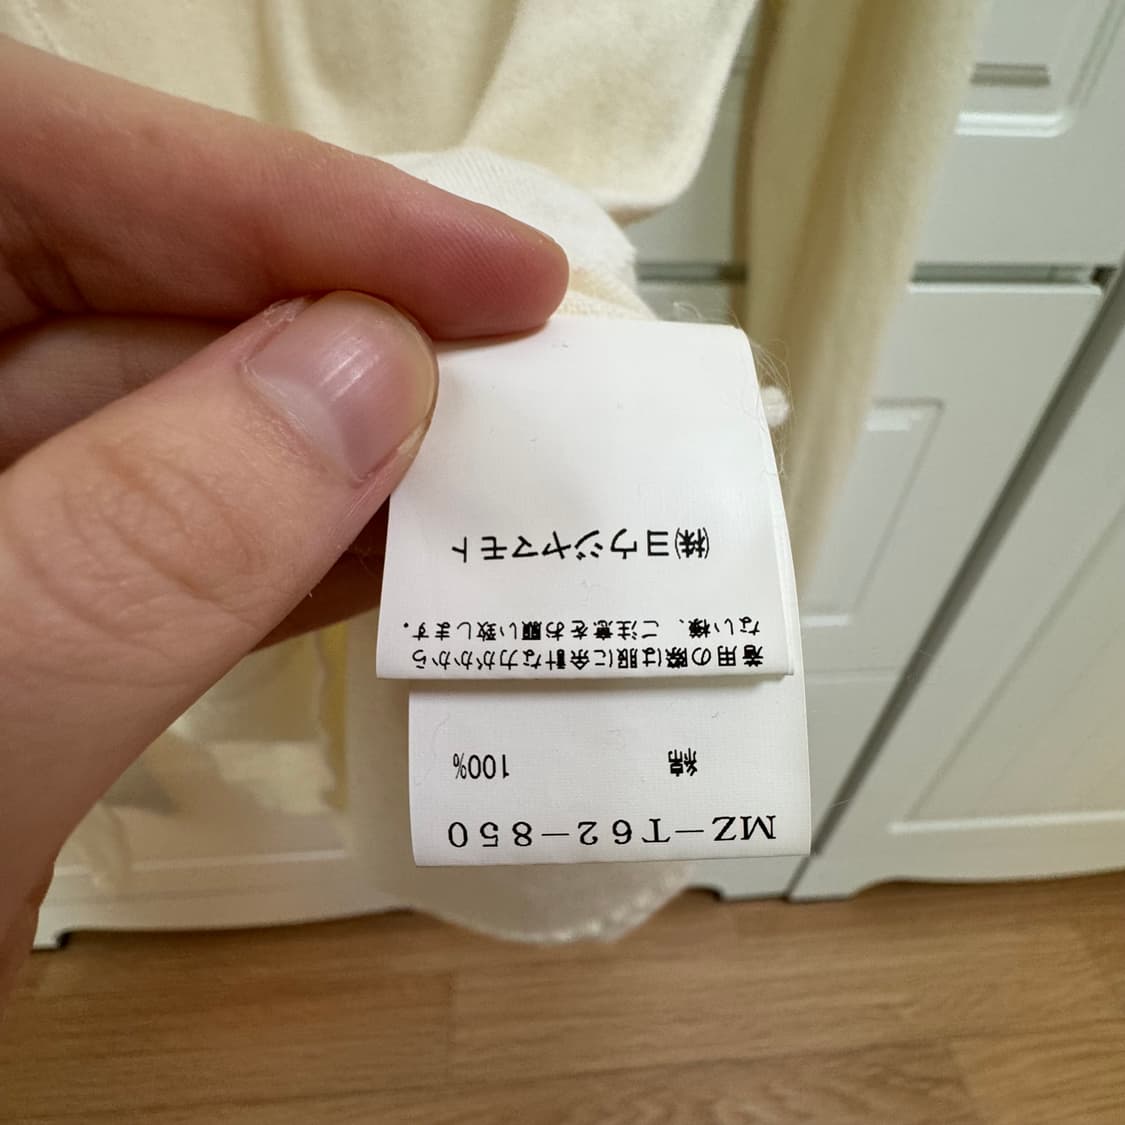 MZ-T62-850
綿 100%
着用の際は服に余計な力がかから
ない様、ご注意をお願い致します。
(株)ヨウジヤマモト